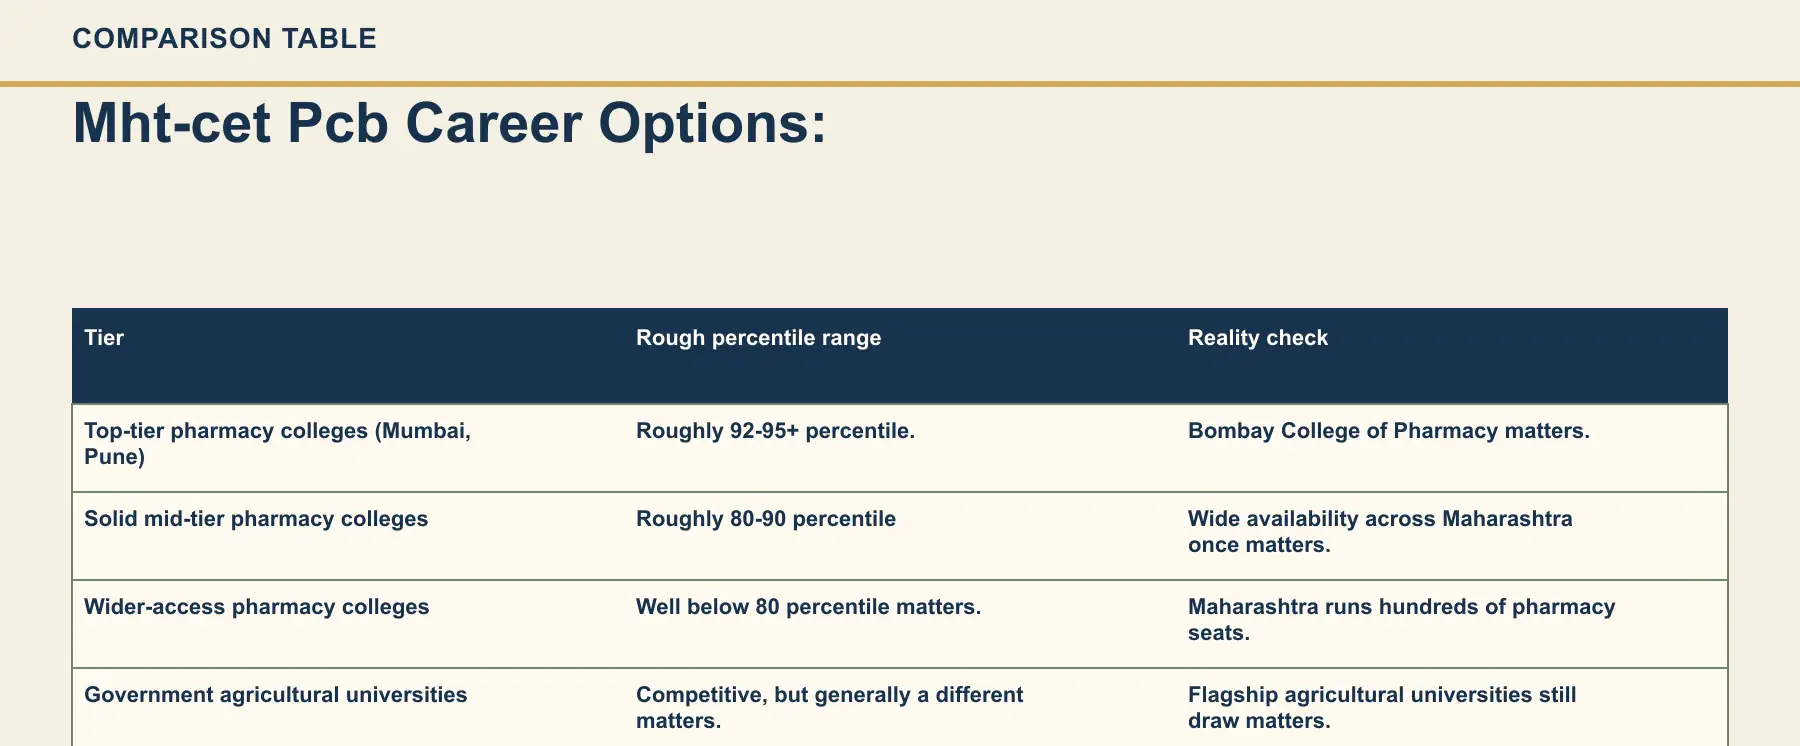 COMPARISON TABLE
Mht-cet Pcb Career Options:
Tier Rough percentile range Reality check
Top-tier pharmacy colleges (Mumbai,
Pune)
Roughly 92-95+ percentile.
Bombay College of Pharmacy matters.
Solid mid-tier pharmacy colleges
Roughly 80-90 percentile
Wide availability across Maharashtra
once matters.
Wider-access pharmacy colleges
Well below 80 percentile matters.
Maharashtra runs hundreds of pharmacy
seats.
Government agricultural universities
Competitive, but generally a different
matters.
Flagship agricultural universities still
draw matters.